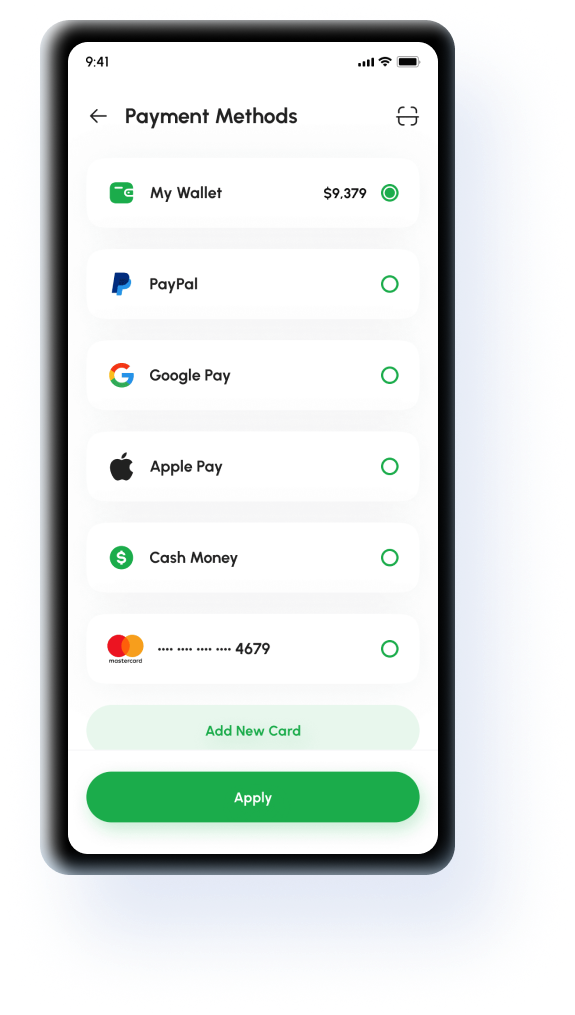 9:41
Payment Methods
My Wallet $9,379
PayPal
Google Pay
Apple Pay
Cash Money
mastercard •••• •••• •••• •••• 4679
Add New Card
Apply